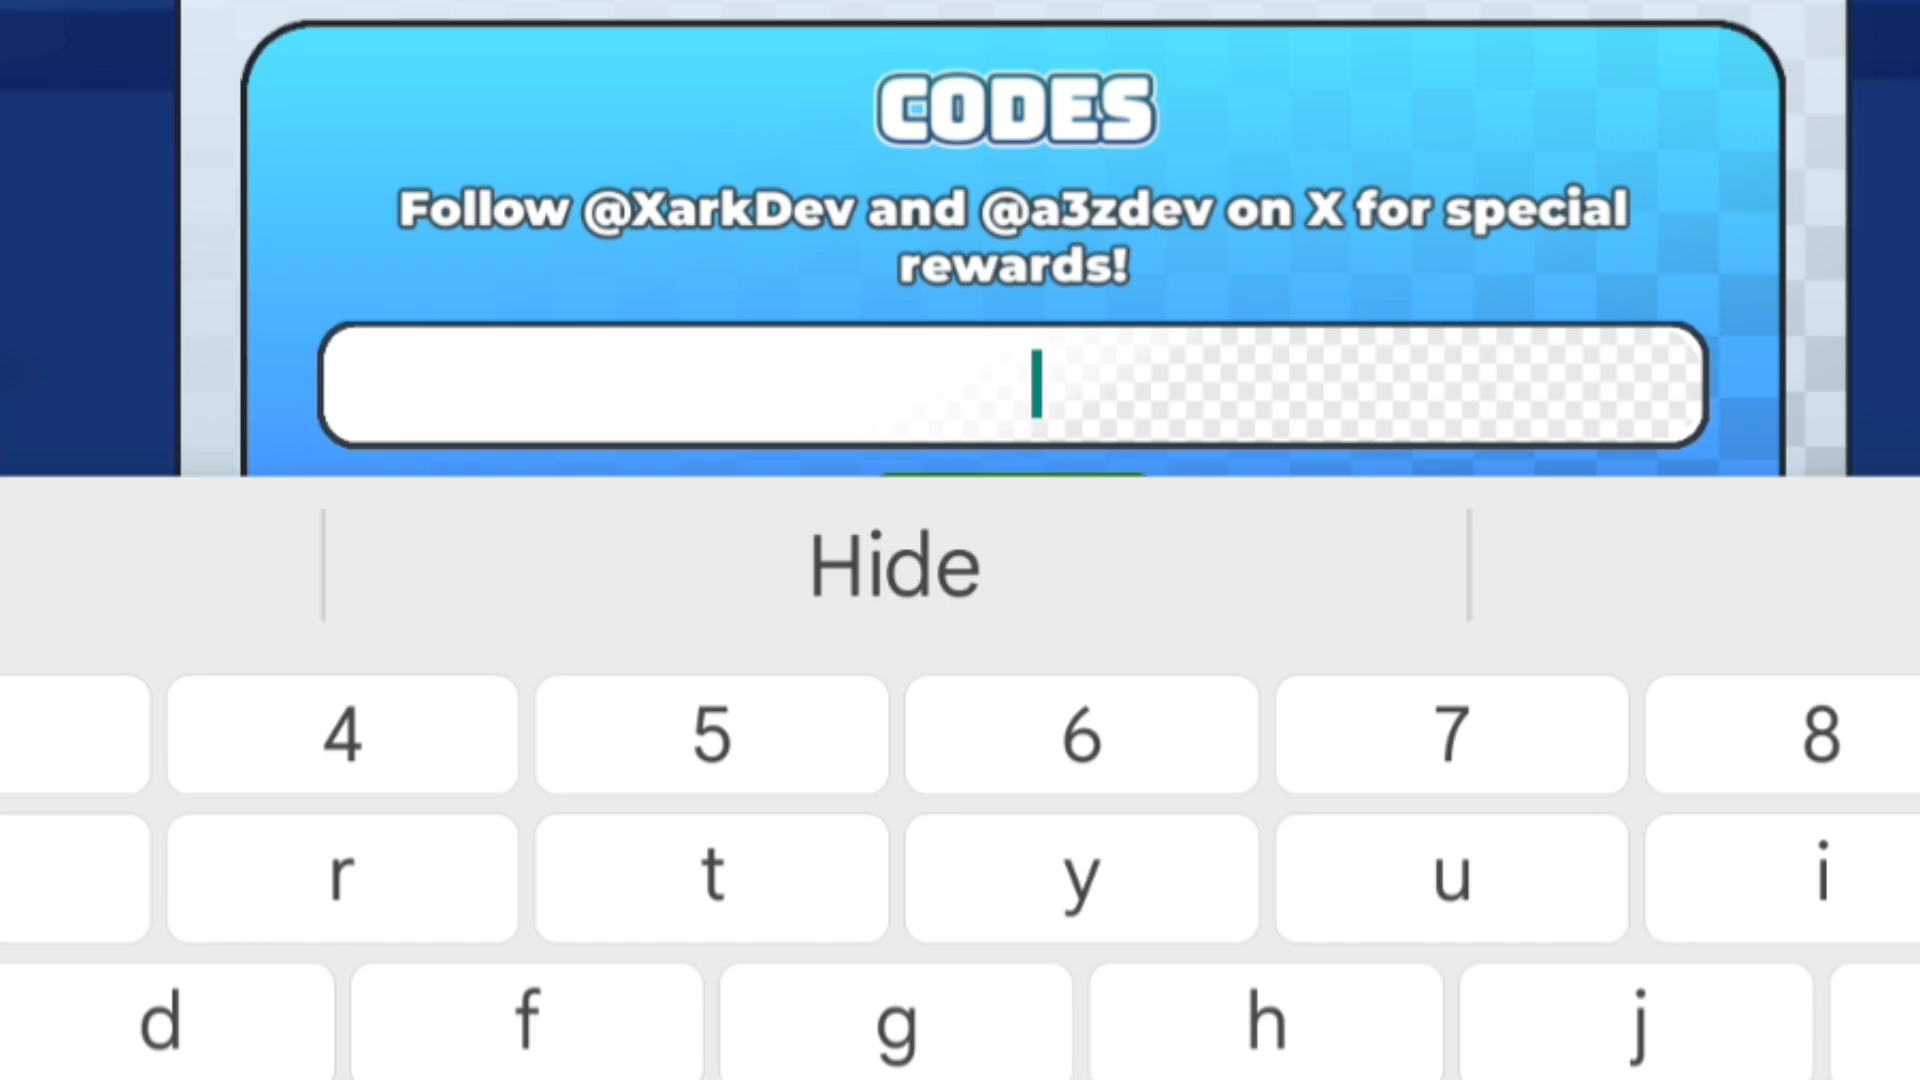 CODES
Follow @XarkDev and @a3zdev on X for special
rewards!
Hide
4 5 6 7 8
r t y u i
d f g h j